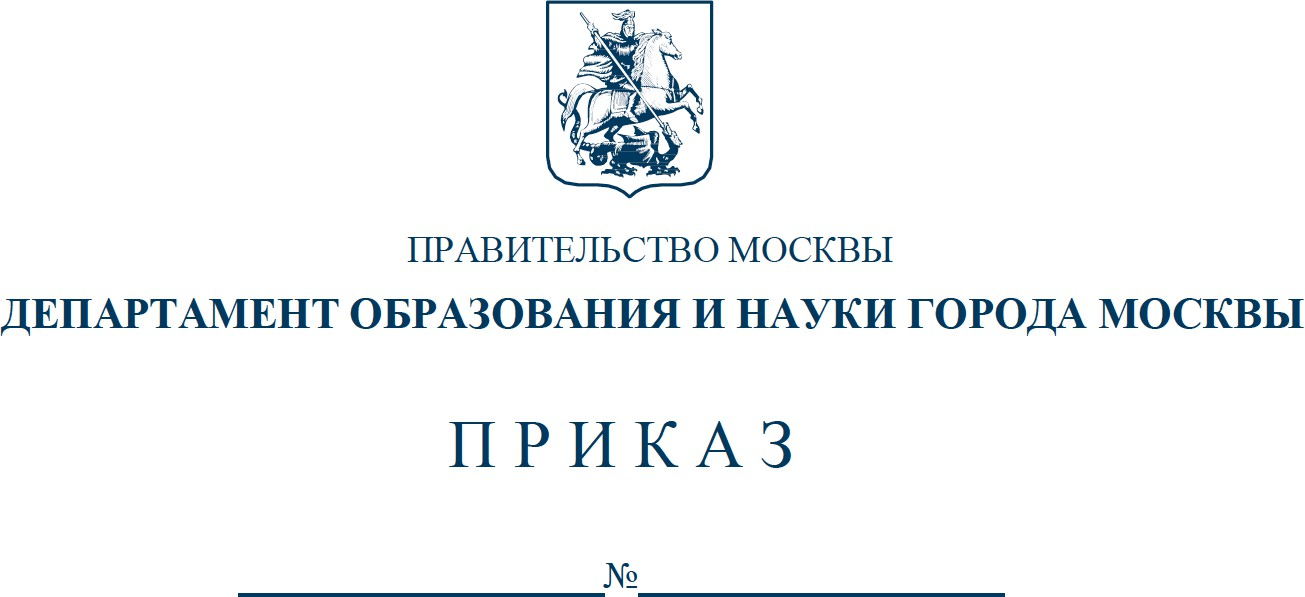 ПРАВИТЕЛЬСТВО МОСКВЫ
ДЕПАРТАМЕНТ ОБРАЗОВАНИЯ И НАУКИ ГОРОДА МОСКВЫ
П Р И К А З
№